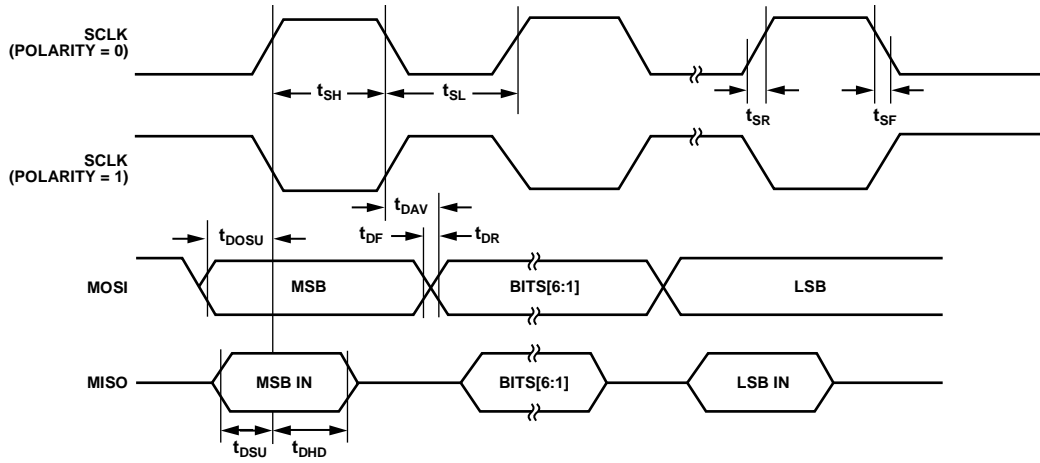 SCLK
(POLARITY = 0)
tSH
tSL
tSR
tSF
SCLK
(POLARITY = 1)
tDAV
tDOSU
tDF
tDR
MOSI
MSB
BITS[6:1]
LSB
MISO
MSB IN
BITS[6:1]
LSB IN
tDSU
tDHD